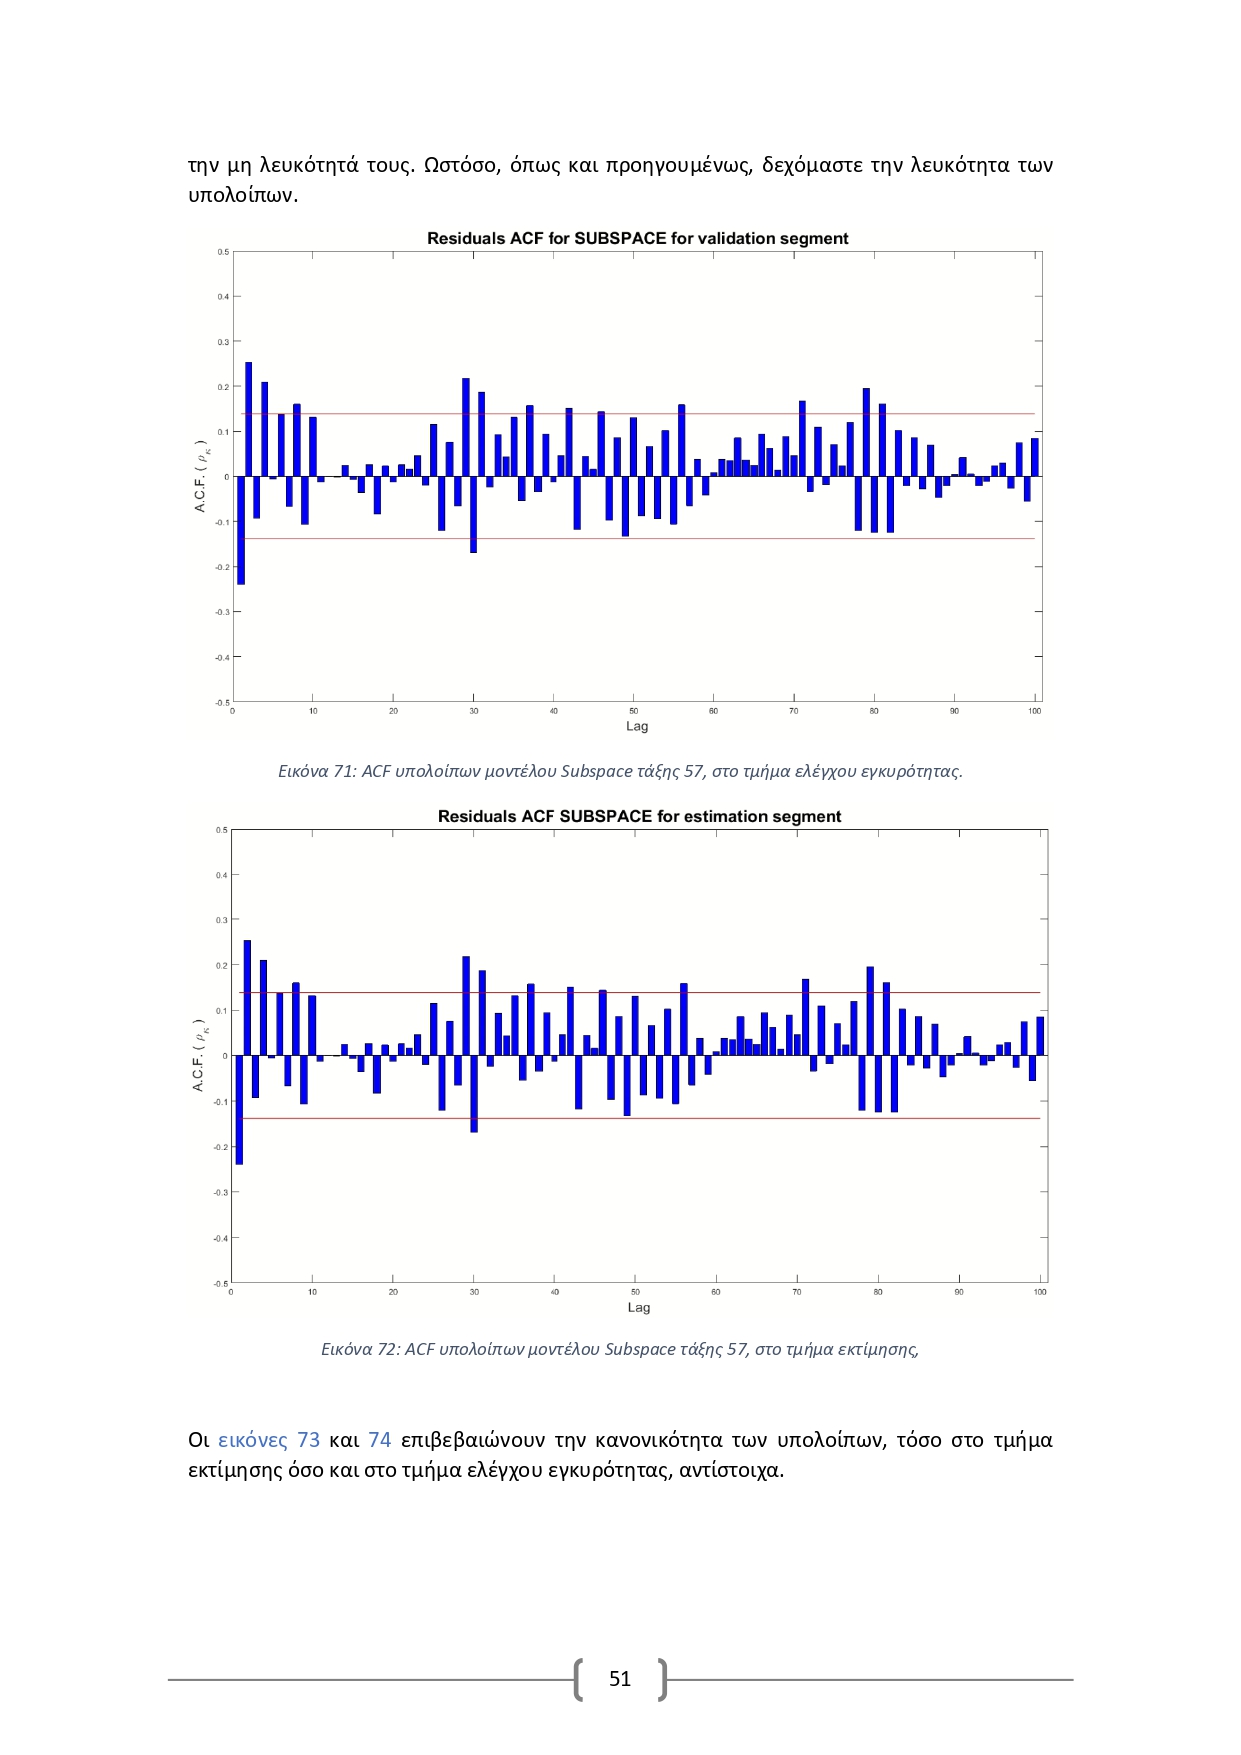 την μη λευκότητά τους. Ωστόσο, όπως και προηγουμένως, δεχόμαστε την λευκότητα των
υπολοίπων.
Residuals ACF for SUBSPACE for validation segment
0.5
0.4
0.3
0.2
0.1
0
-0.1
-0.2
-0.3
-0.4
-0.5
A.C.F. ( ρκ )
0 10 20 30 40 50 60 70 80 90 100
Lag
Εικόνα 71: ACF υπολοίπων μοντέλου Subspace τάξης 57, στο τμήμα ελέγχου εγκυρότητας.
Residuals ACF SUBSPACE for estimation segment
0.5
0.4
0.3
0.2
0.1
0
-0.1
-0.2
-0.3
-0.4
-0.5
A.C.F. ( ρκ )
0 10 20 30 40 50 60 70 80 90 100
Lag
Εικόνα 72: ACF υπολοίπων μοντέλου Subspace τάξης 57, στο τμήμα εκτίμησης,
Οι εικόνες 73 και 74 επιβεβαιώνουν την κανονικότητα των υπολοίπων, τόσο στο τμήμα
εκτίμησης όσο και στο τμήμα ελέγχου εγκυρότητας, αντίστοιχα.
51